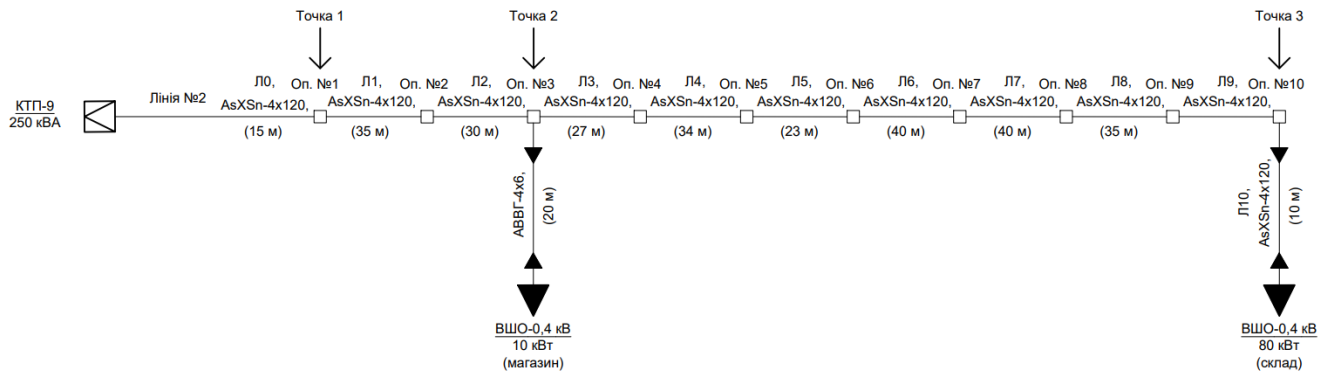 Точка 1
Точка 2
Точка 3
КТП-9
250 кВА
Лінія №2
Л0,
AsXSn-4x120,
(15 м)
Оп. №1
Л1,
AsXSn-4x120,
(35 м)
Оп. №2
Л2,
AsXSn-4x120,
(30 м)
Оп. №3
Л3,
AsXSn-4x120,
(27 м)
Оп. №4
Л4,
AsXSn-4x120,
(34 м)
Оп. №5
Л5,
AsXSn-4x120,
(23 м)
Оп. №6
Л6,
AsXSn-4x120,
(40 м)
Оп. №7
Л7,
AsXSn-4x120,
(40 м)
Оп. №8
Л8,
AsXSn-4x120,
(35 м)
Оп. №9
Л9,
AsXSn-4x120,
Оп. №10
АВВГ-4х6,
(20 м)
Л10,
AsXSn-4x120,
(10 м)
ВШО-0,4 кВ
10 кВт
(магазин)
ВШО-0,4 кВ
80 кВт
(склад)